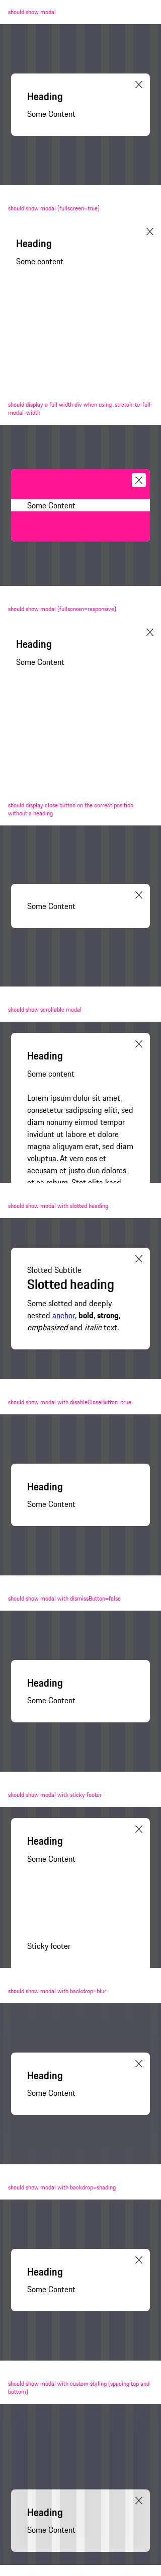 should show modal
Heading
Some Content
should show modal (fullscreen=true)
Heading
Some content
should display a full width div when using .stretch-to-full-
modal-width
Some Content
should show modal (fullscreen=responsive)
Heading
Some Content
should display close button on the correct position
without a heading
Some Content
should show scrollable modal
Heading
Some content
Lorem ipsum dolor sit amet,
consetetur sadipscing elitr, sed
diam nonumy eirmod tempor
invidunt ut labore et dolore
magna aliquyam erat, sed diam
voluptua. At vero eos et
accusam et justo duo dolores
et ea rebum. Stet clita kasd
should show modal with slotted heading
Slotted Subtitle
Slotted heading
Some slotted and deeply
nested anchor, bold, strong,
emphasized and italic text.
should show modal with disableCloseButton=true
Heading
Some Content
should show modal with dismissButton=false
Heading
Some Content
should show modal with sticky footer
Heading
Some Content
Sticky footer
should show modal with backdrop=blur
Heading
Some Content
should show modal with backdrop=shading
Heading
Some Content
should show modal with custom styling (spacing top and
bottom)
Heading
Some Content